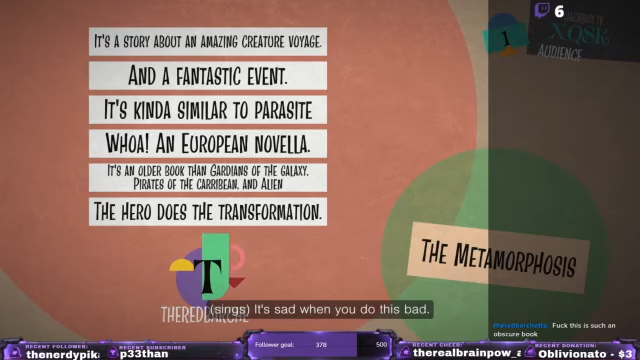 IT'S A STORY ABOUT AN AMAZING CREATURE VOYAGE.
AND A FANTASTIC EVENT.
IT'S KINDA SIMILAR TO PARASITE
WHOA! AN EUROPEAN NOVELLA.
IT'S AN OLDER BOOK THAN GARDIANS OF THE GALAXY,
PIRATES OF THE CARRIBEAN, AND ALIEN
THE HERO DOES THE TRANSFORMATION.
6
1
AUDIENCE
THE METAMORPHOSIS
T
(sings) It's sad when you do this bad.
theredbarchetta. Fuck this is such an
obscure book
RECENT FOLLOWER:
thenerdypik
RECENT SUBSCRIBER
p33than
Follower goal:
378
500
RECENT CHEER:
therealbrainpow
RECENT DONATION:
Oblivionato - $3